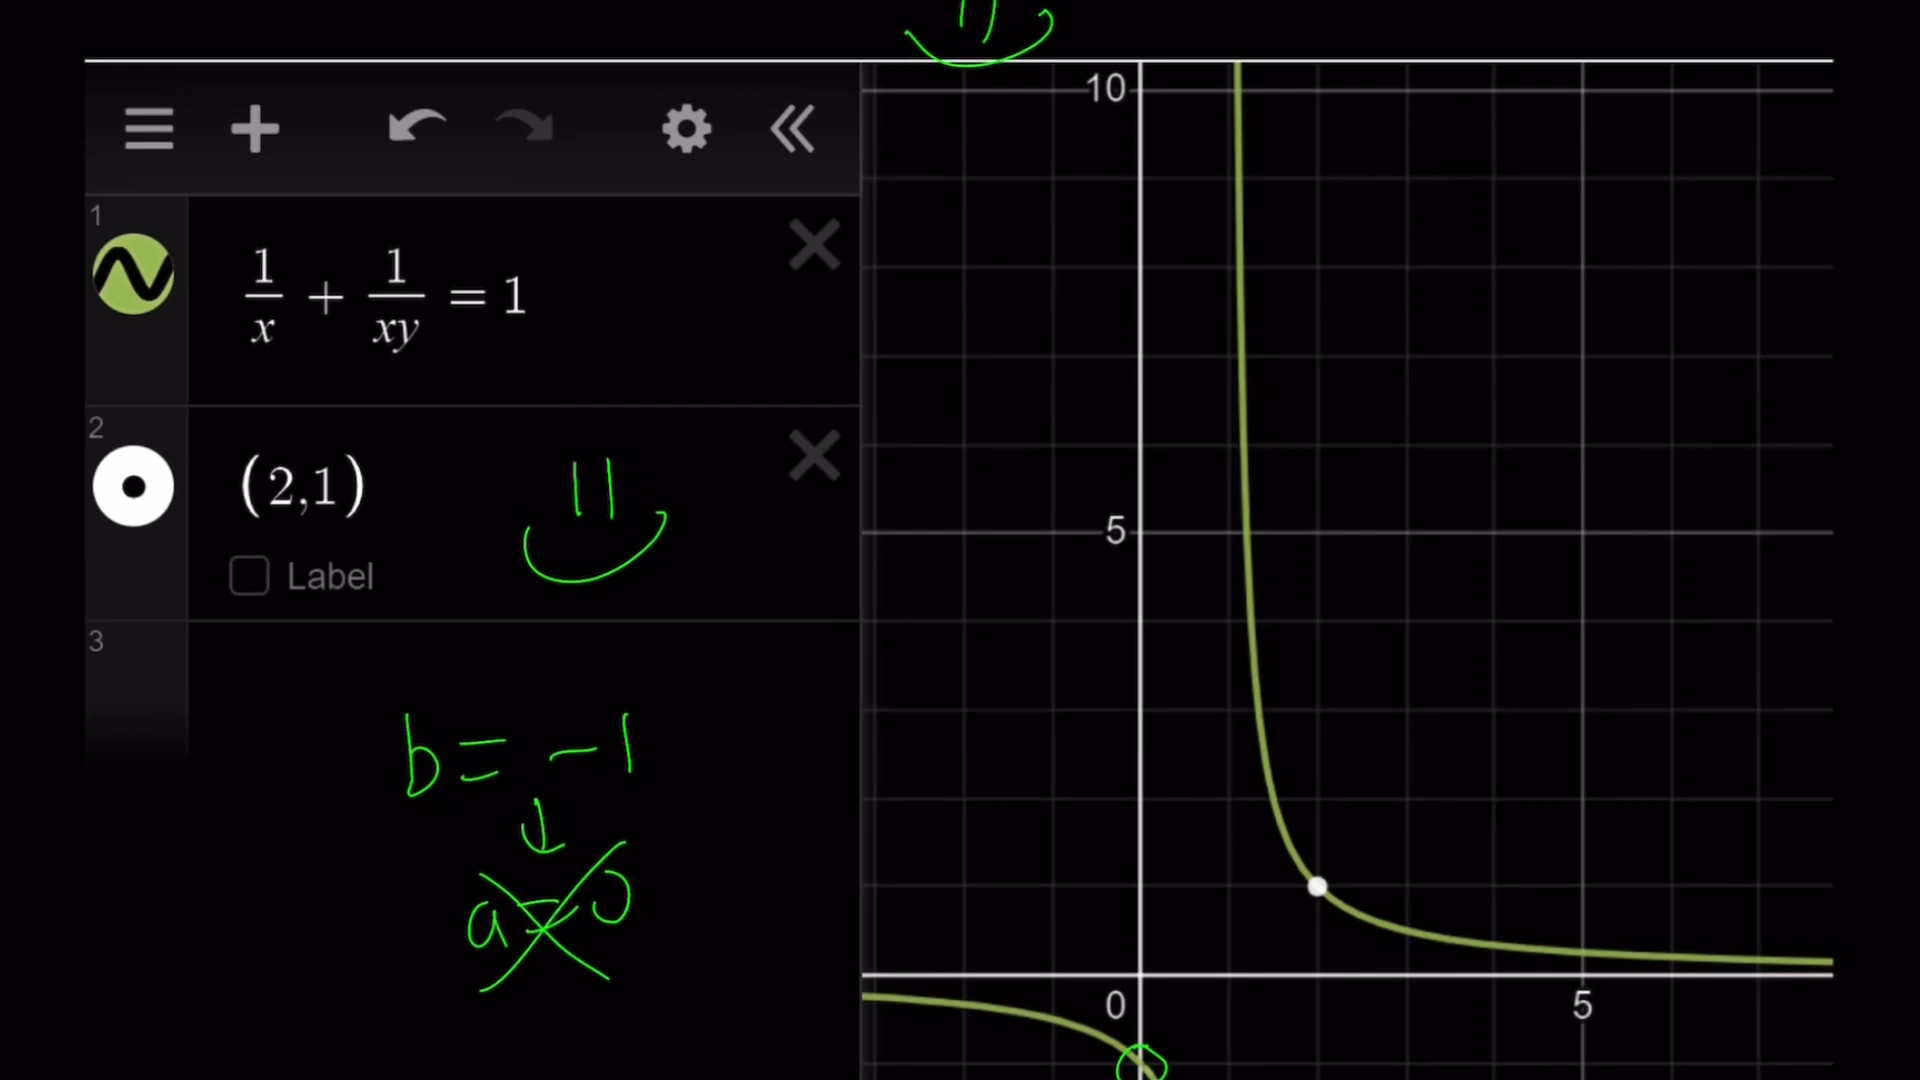 10
1
1/x + 1/xy = 1
2
(2,1)
Label
5
3
b = -1
a = 0
0
5